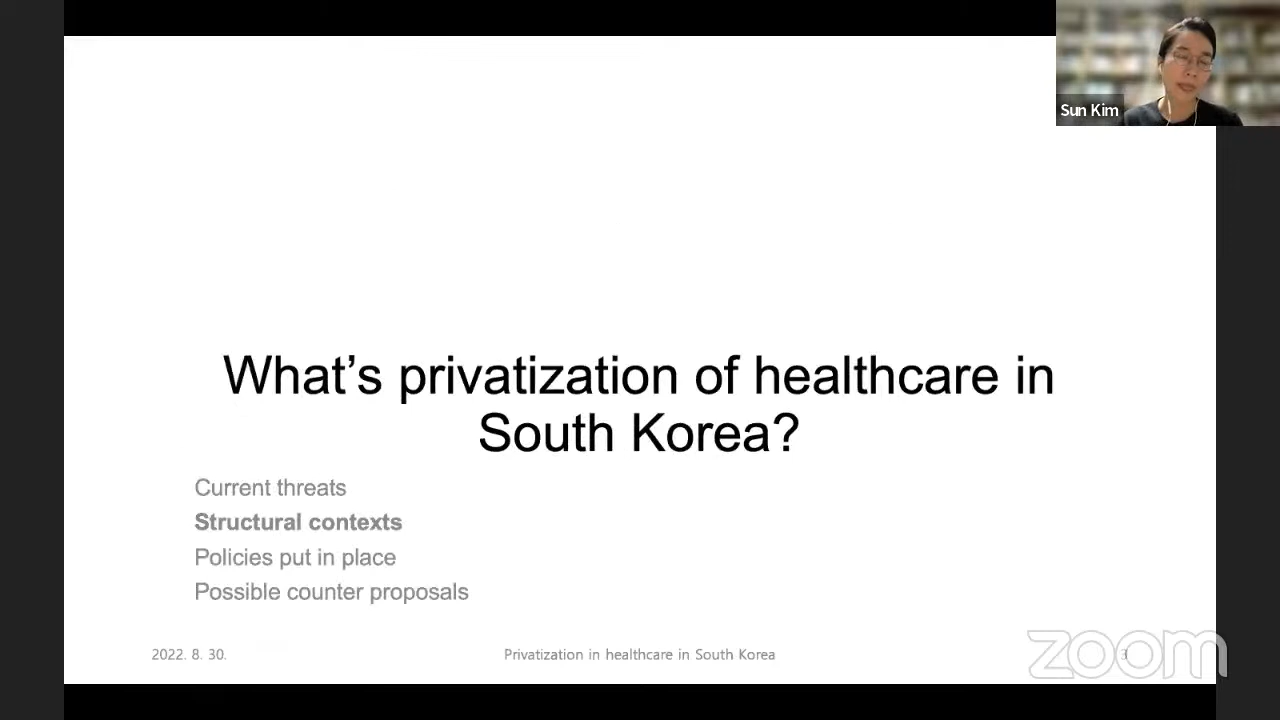 Sun Kim
What’s privatization of healthcare in
South Korea?
Current threats
Structural contexts
Policies put in place
Possible counter proposals
2022. 8. 30.
Privatization in healthcare in South Korea
3
zoom